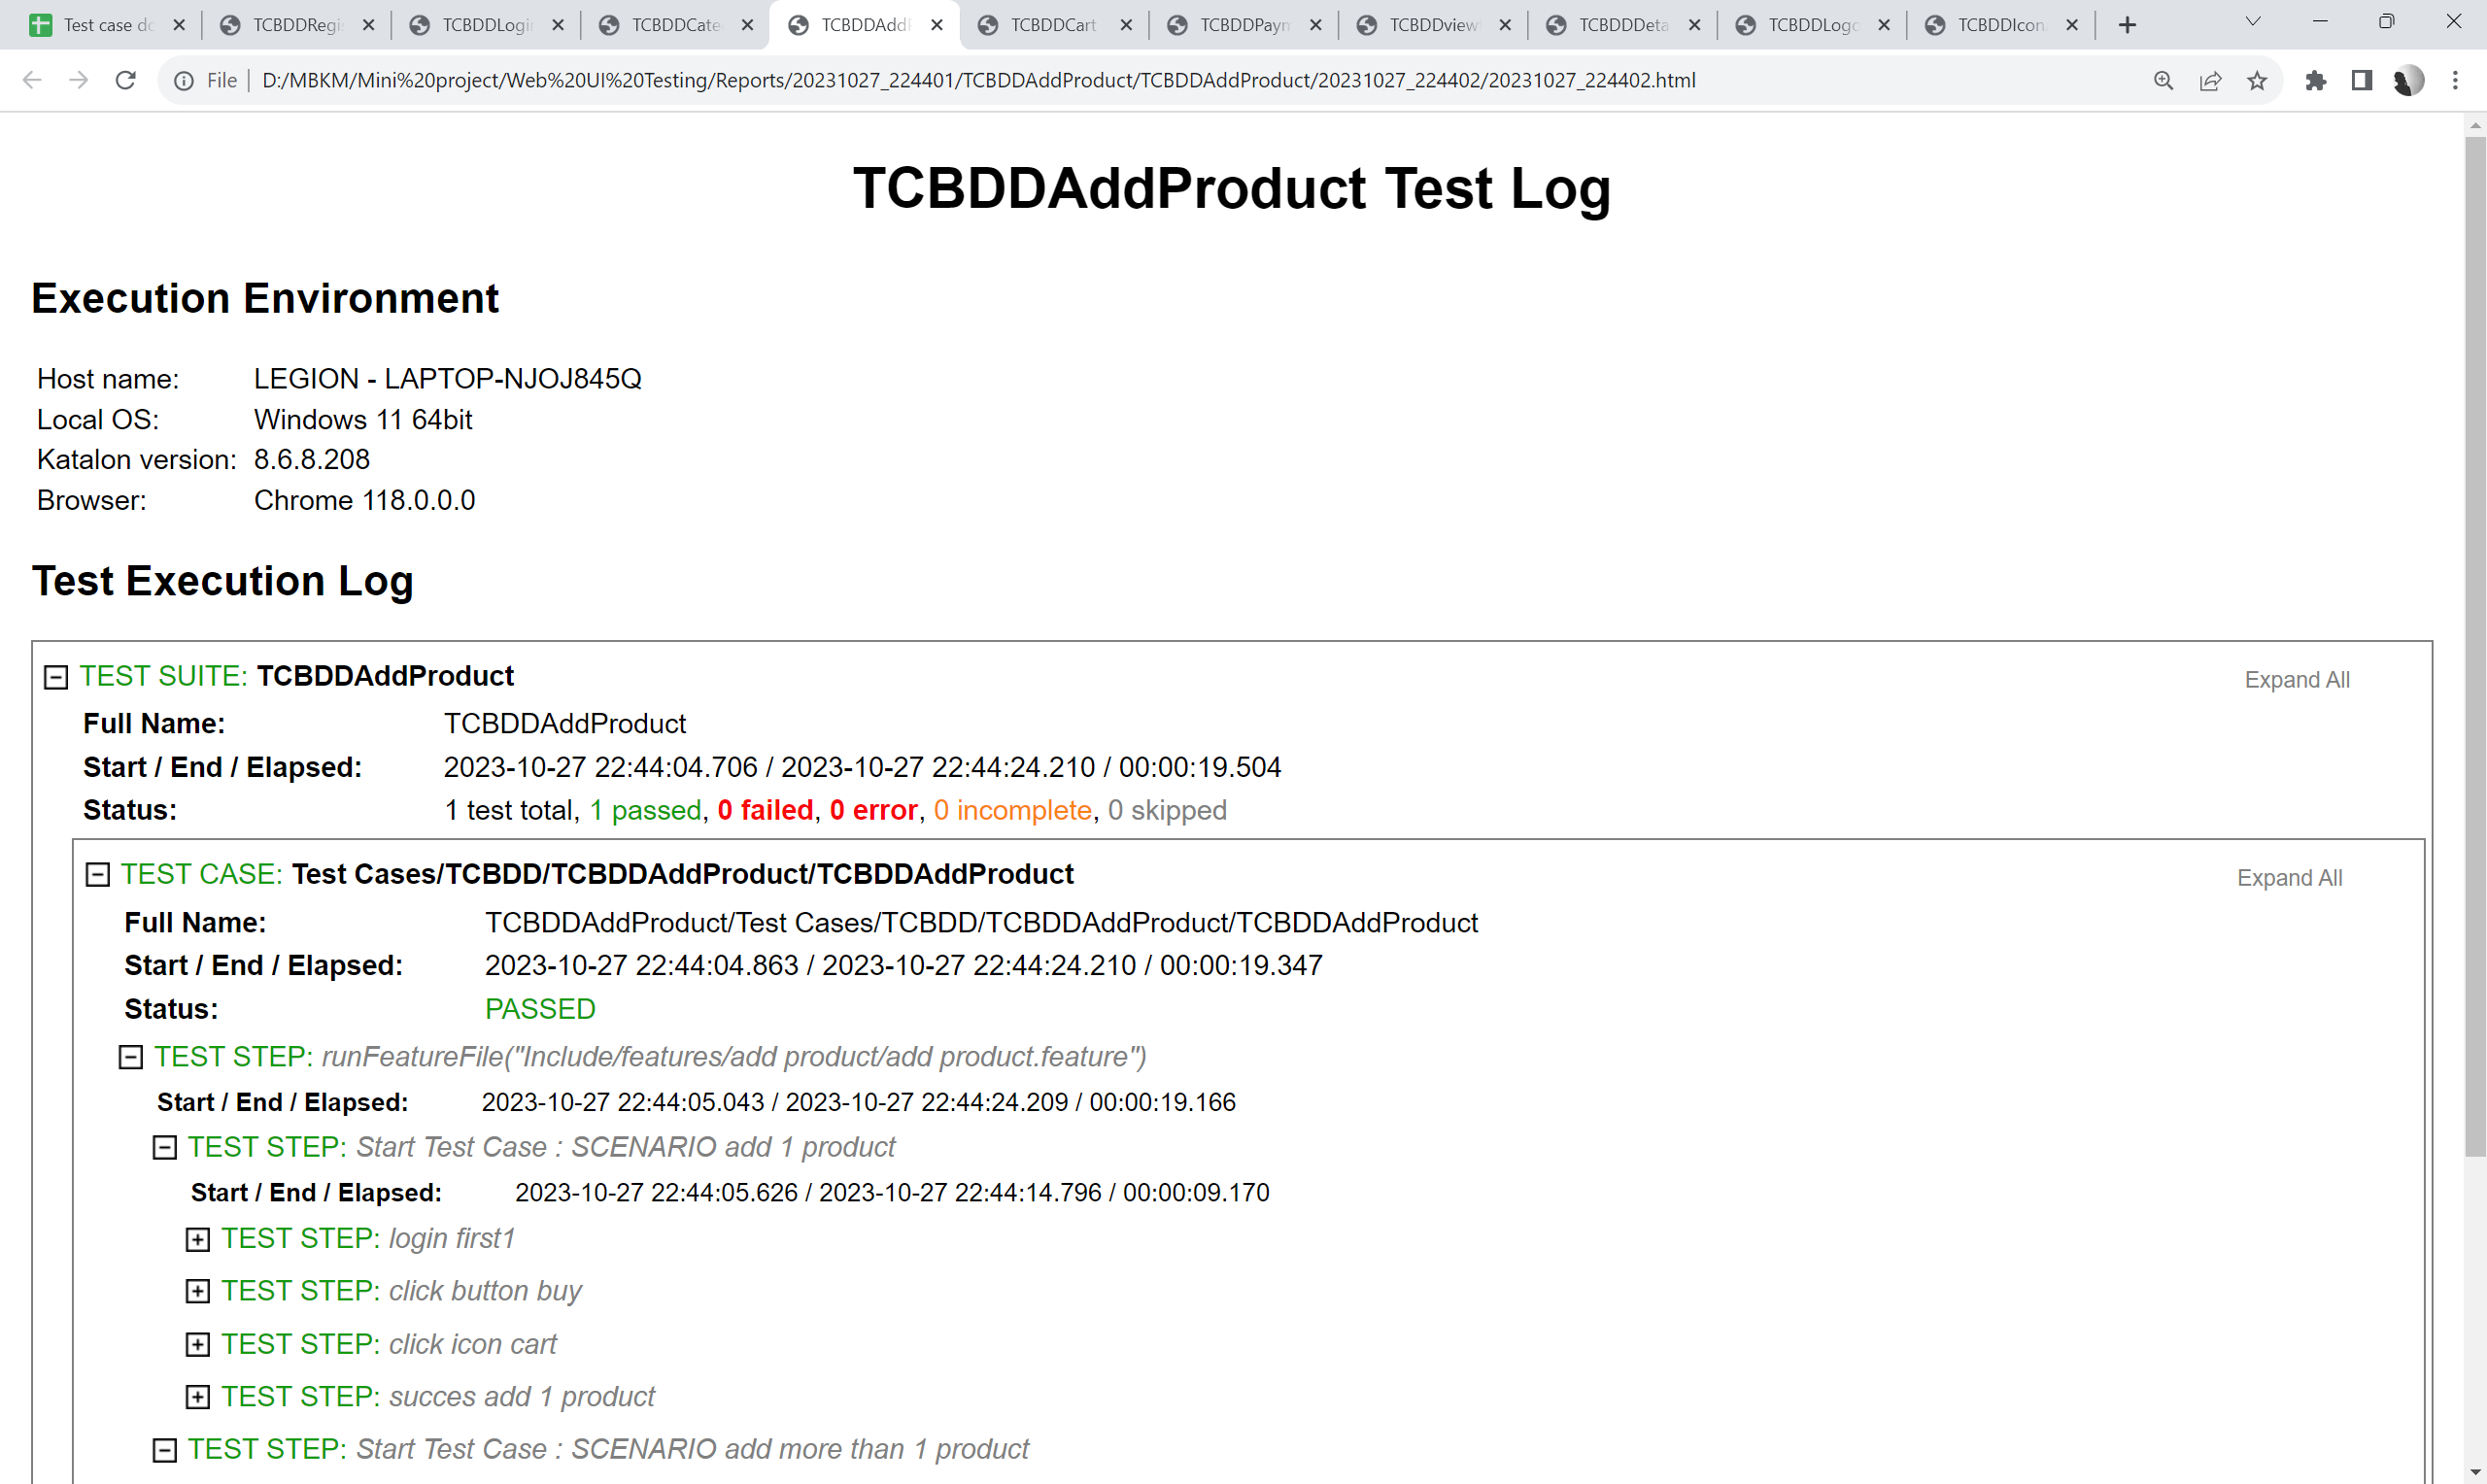 Test case do
TCBDDRegis
TCBDDLogin
TCBDDCate
TCBDDAddP
TCBDDCart
TCBDDPaym
TCBDDview
TCBDDDeta
TCBDDLogo
TCBDDIcon
File
D:/MBKM/Mini%20project/Web%20UI%20Testing/Reports/20231027_224401/TCBDDAddProduct/TCBDDAddProduct/20231027_224402/20231027_224402.html
TCBDDAddProduct Test Log
Execution Environment
Host name: LEGION - LAPTOP-NJOJ845Q
Local OS: Windows 11 64bit
Katalon version: 8.6.8.208
Browser: Chrome 118.0.0.0
Test Execution Log
TEST SUITE: TCBDDAddProduct Expand All
Full Name: TCBDDAddProduct
Start / End / Elapsed: 2023-10-27 22:44:04.706 / 2023-10-27 22:44:24.210 / 00:00:19.504
Status: 1 test total, 1 passed, 0 failed, 0 error, 0 incomplete, 0 skipped
TEST CASE: Test Cases/TCBDD/TCBDDAddProduct/TCBDDAddProduct Expand All
Full Name: TCBDDAddProduct/Test Cases/TCBDD/TCBDDAddProduct/TCBDDAddProduct
Start / End / Elapsed: 2023-10-27 22:44:04.863 / 2023-10-27 22:44:24.210 / 00:00:19.347
Status: PASSED
TEST STEP: runFeatureFile("Include/features/add product/add product.feature")
Start / End / Elapsed: 2023-10-27 22:44:05.043 / 2023-10-27 22:44:24.209 / 00:00:19.166
TEST STEP: Start Test Case : SCENARIO add 1 product
Start / End / Elapsed: 2023-10-27 22:44:05.626 / 2023-10-27 22:44:14.796 / 00:00:09.170
TEST STEP: login first1
TEST STEP: click button buy
TEST STEP: click icon cart
TEST STEP: succes add 1 product
TEST STEP: Start Test Case : SCENARIO add more than 1 product